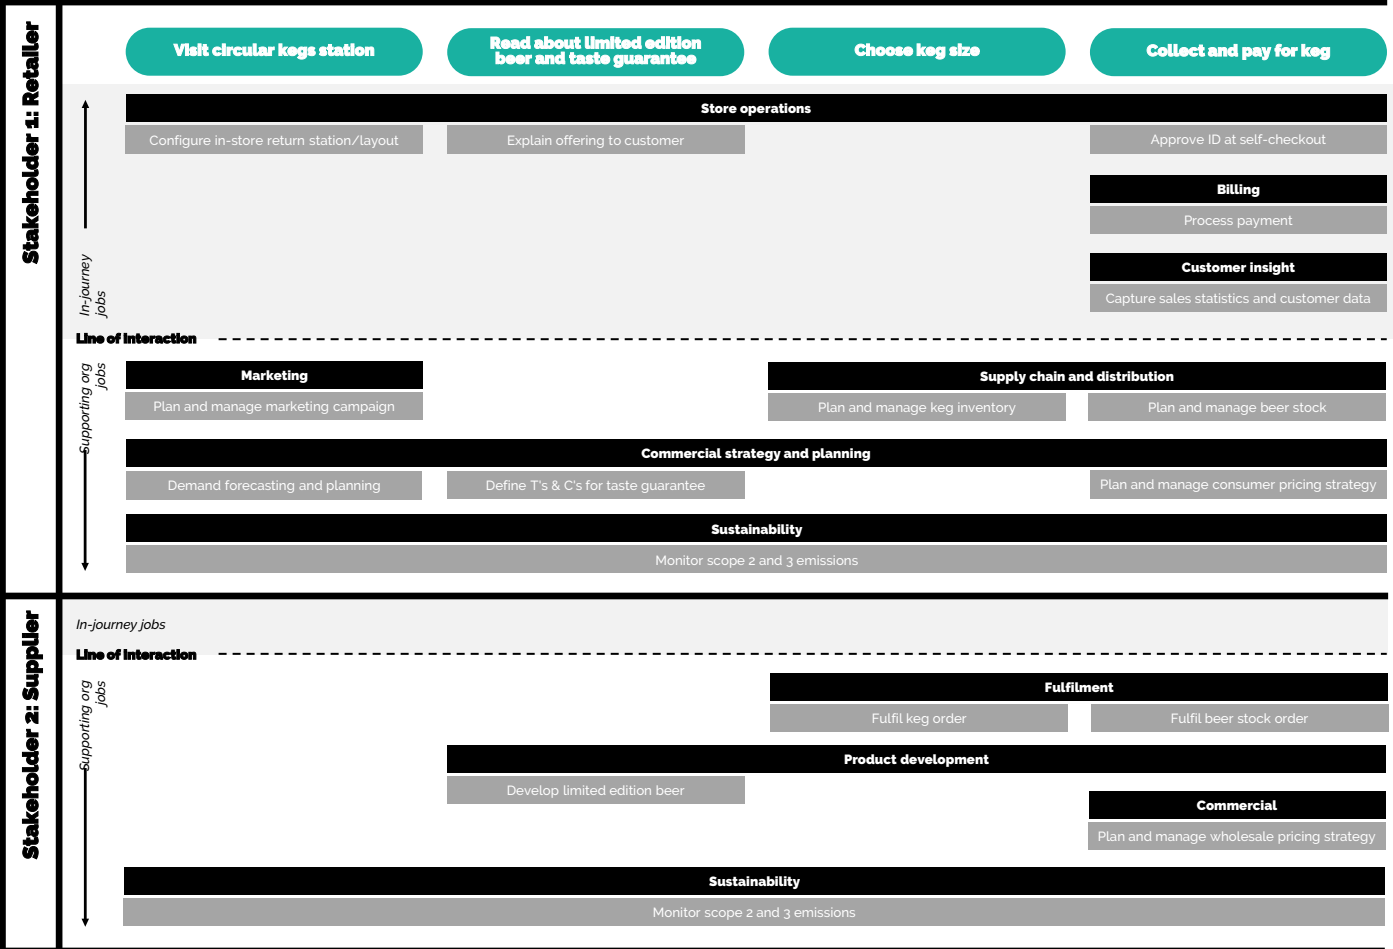 Stakeholder 1: Retailer
Visit circular kegs station
Read about limited edition
beer and taste guarantee
Choose keg size
Collect and pay for keg
Store operations
Configure in-store return station/layout
Explain offering to customer
Approve ID at self-checkout
Billing
Process payment
Customer insight
Capture sales statistics and customer data
In-journey
jobs
Line of interaction
Supporting org
jobs
Marketing
Plan and manage marketing campaign
Supply chain and distribution
Plan and manage keg inventory
Plan and manage beer stock
Commercial strategy and planning
Demand forecasting and planning
Define T's & C's for taste guarantee
Plan and manage consumer pricing strategy
Sustainability
Monitor scope 2 and 3 emissions
Stakeholder 2: Supplier
In-journey jobs
Line of interaction
Supporting org
jobs
Fulfilment
Fulfil keg order
Fulfil beer stock order
Product development
Develop limited edition beer
Commercial
Plan and manage wholesale pricing strategy
Sustainability
Monitor scope 2 and 3 emissions